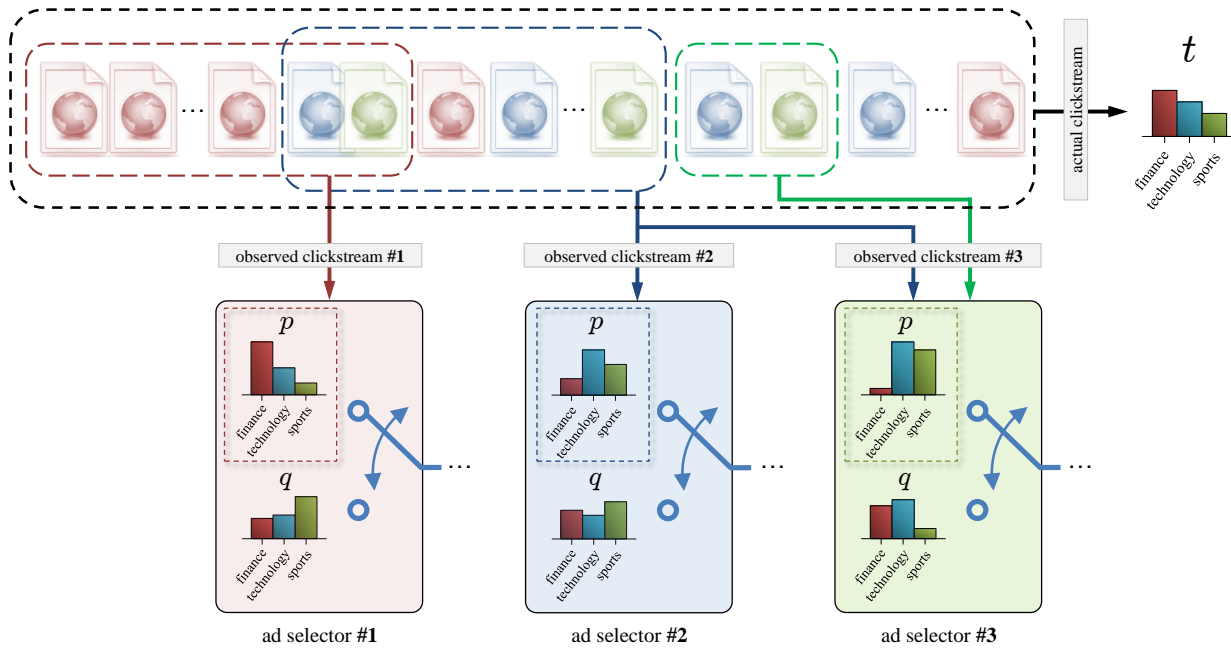 ... ... ... ...
actual clickstream
t
finance
technology
sports
observed clickstream #1
observed clickstream #2
observed clickstream #3
p
finance
technology
sports
...
q
finance
technology
sports
p
finance
technology
sports
...
q
finance
technology
sports
p
finance
technology
sports
...
q
finance
technology
sports
ad selector #1
ad selector #2
ad selector #3